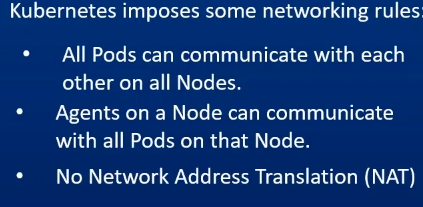 Kubernetes imposes some networking rules:
• All Pods can communicate with each
other on all Nodes.
• Agents on a Node can communicate
with all Pods on that Node.
• No Network Address Translation (NAT)